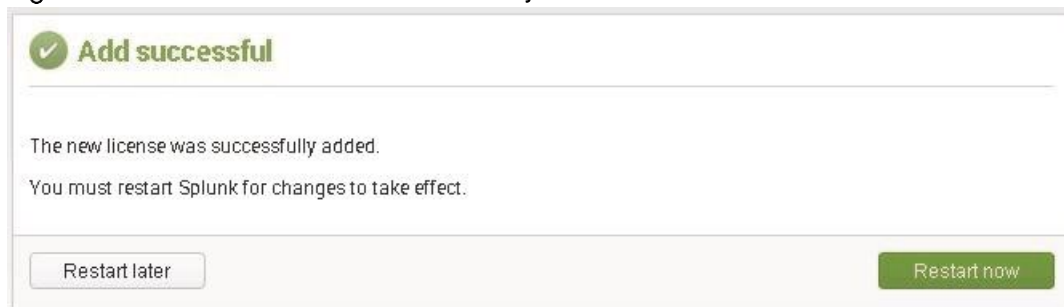 Add successful
The new license was successfully added.
You must restart Splunk for changes to take effect.
Restart later
Restart now